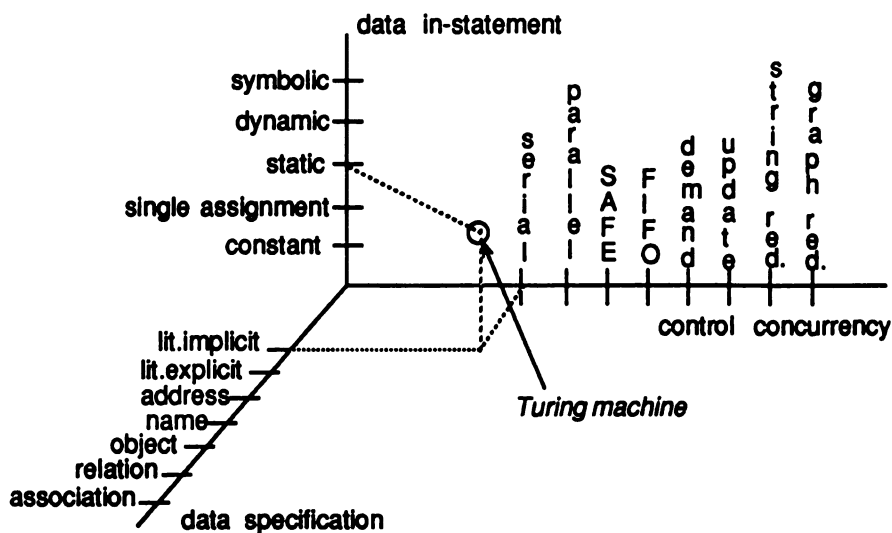 data in-statement
symbolic
dynamic
static
single assignment
constant
serial
parallel
SAFE
FIFO
demand
update
string red.
graph red.
control concurrency
lit.implicit
lit.explicit
address
name
object
relation
association
data specification
Turing machine